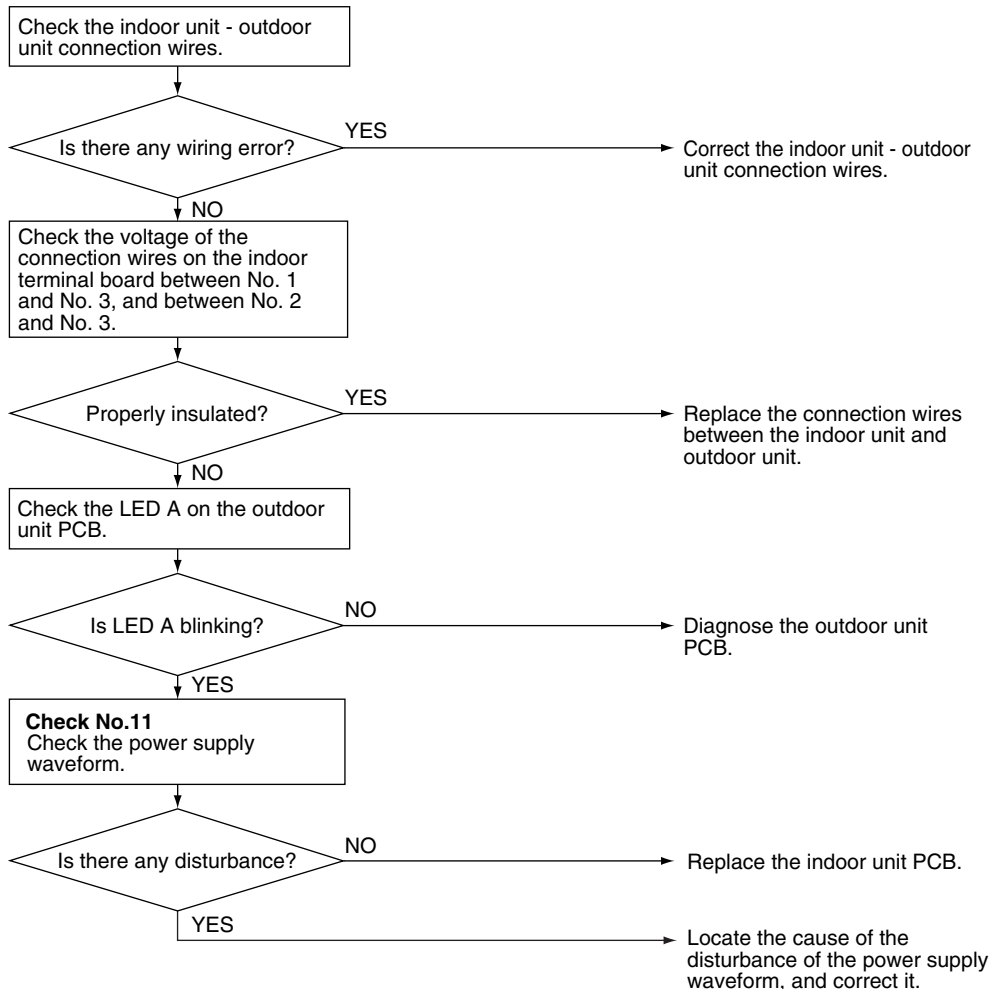 Check the indoor unit - outdoor
unit connection wires.
Is there any wiring error?
YES
Correct the indoor unit - outdoor
unit connection wires.
NO
Check the voltage of the
connection wires on the indoor
terminal board between No. 1
and No. 3, and between No. 2
and No. 3.
Properly insulated?
YES
Replace the connection wires
between the indoor unit and
outdoor unit.
NO
Check the LED A on the outdoor
unit PCB.
Is LED A blinking?
NO
Diagnose the outdoor unit
PCB.
YES
Check No.11
Check the power supply
waveform.
Is there any disturbance?
NO
Replace the indoor unit PCB.
YES
Locate the cause of the
disturbance of the power supply
waveform, and correct it.